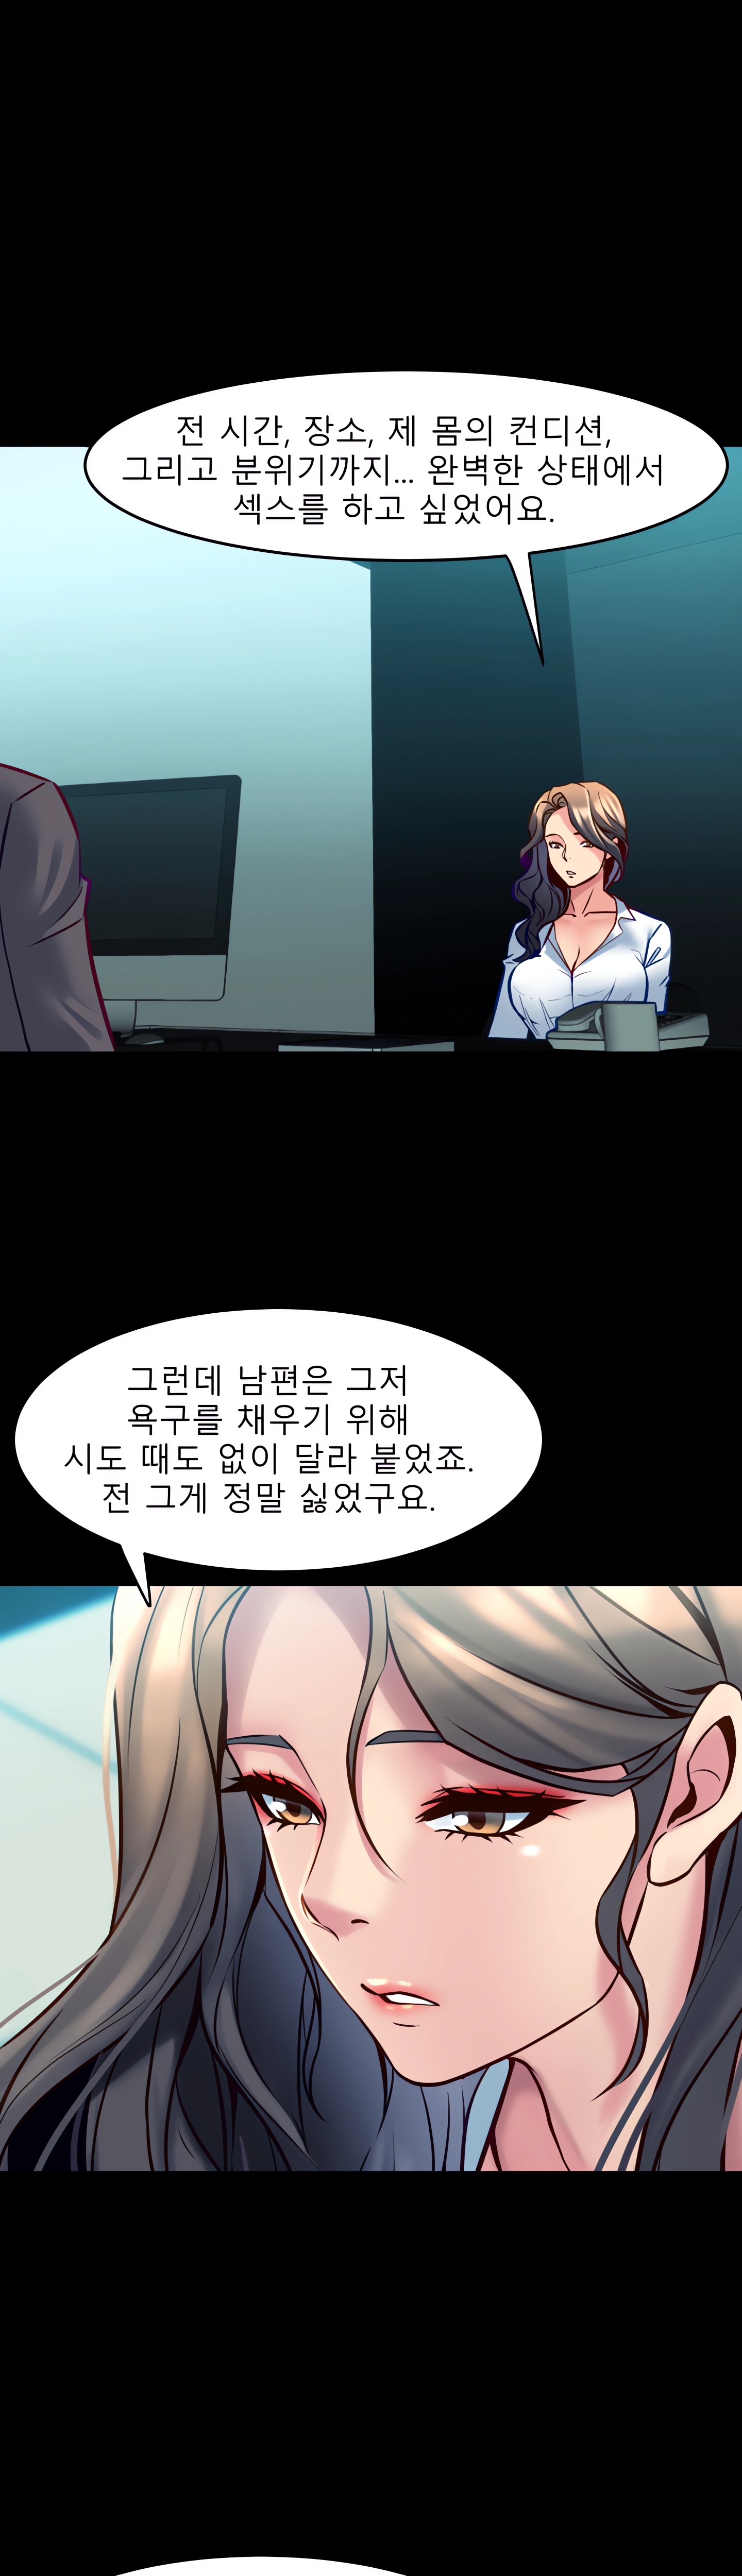 전 시간, 장소, 제 몸의 컨디션,
그리고 분위기까지... 완벽한 상태에서
섹스를 하고 싶었어요.
그런데 남편은 그저
욕구를 채우기 위해
시도 때도 없이 달라 붙었죠.
전 그게 정말 싫었구요.